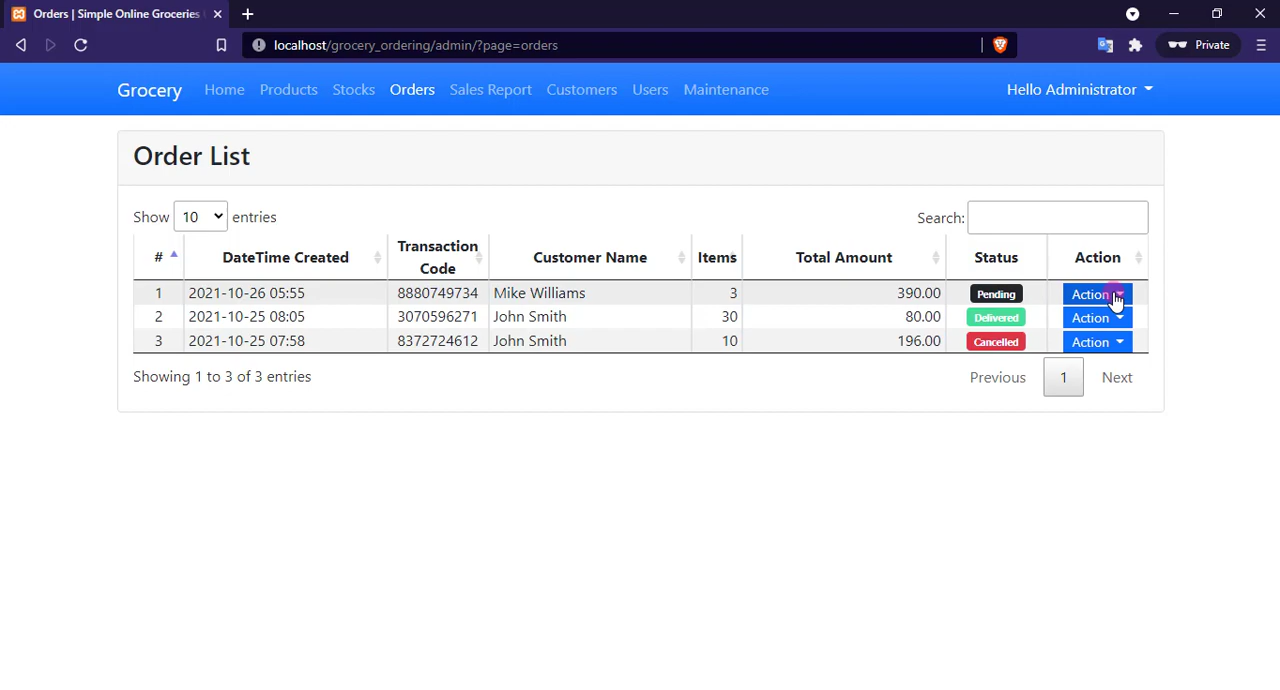 Orders | Simple Online Groceries
localhost/grocery_ordering/admin/?page=orders
Private
Grocery Home Products Stocks Orders Sales Report Customers Users Maintenance Hello Administrator
Order List
Show 10 entries Search:
# DateTime Created Transaction Code Customer Name Items Total Amount Status Action
1 2021-10-26 05:55 8880749734 Mike Williams 3 390.00 Pending Action
2 2021-10-25 08:05 3070596271 John Smith 30 80.00 Delivered Action
3 2021-10-25 07:58 8372724612 John Smith 10 196.00 Cancelled Action
Showing 1 to 3 of 3 entries Previous 1 Next